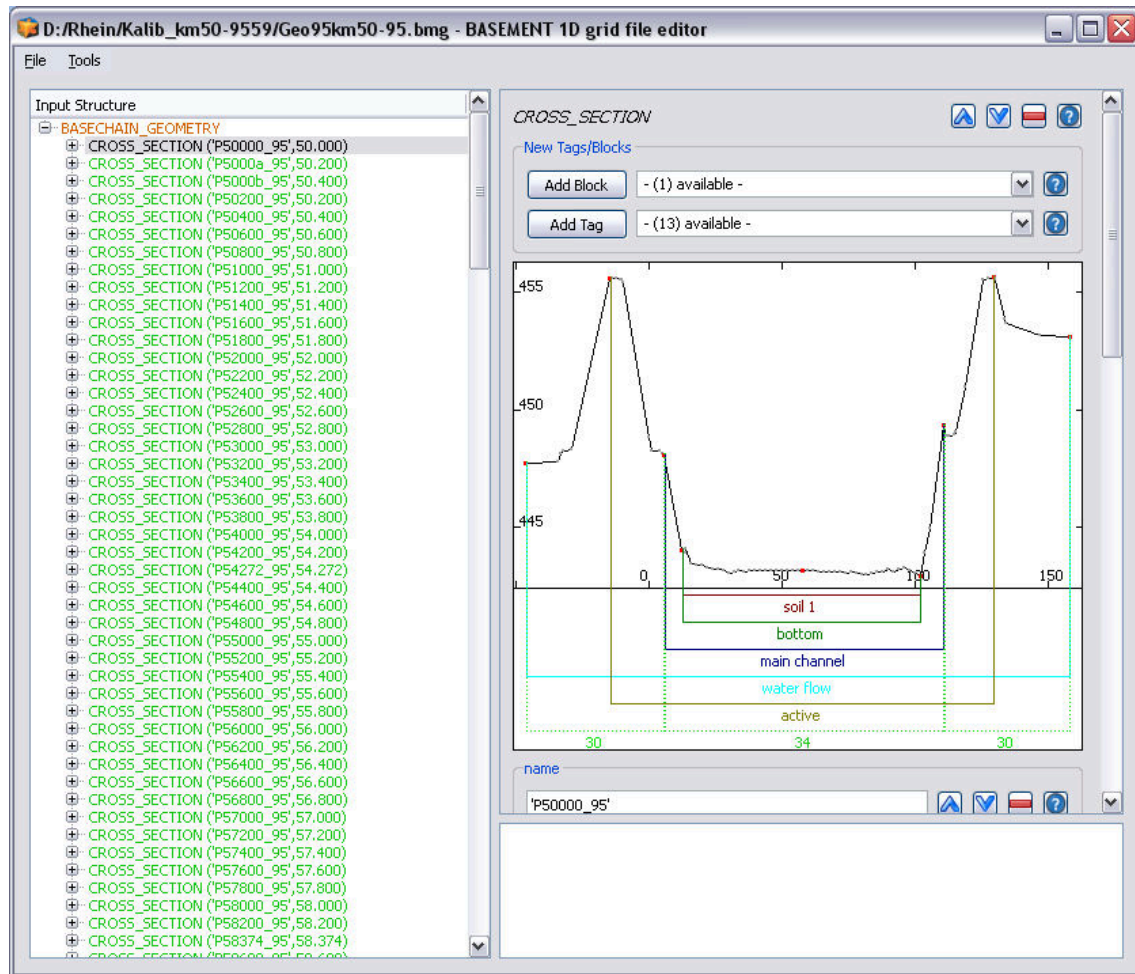 D:/Rhein/Kalib_km50-9559/Geo95km50-95.bmg - BASEMENT 1D grid file editor
File Tools
Input Structure
BASECHAIN_GEOMETRY
CROSS_SECTION ('P50000_95',50.000)
CROSS_SECTION ('P5000a_95',50.200)
CROSS_SECTION ('P5000b_95',50.400)
CROSS_SECTION ('P50200_95',50.200)
CROSS_SECTION ('P50400_95',50.400)
CROSS_SECTION ('P50600_95',50.600)
CROSS_SECTION ('P50800_95',50.800)
CROSS_SECTION ('P51000_95',51.000)
CROSS_SECTION ('P51200_95',51.200)
CROSS_SECTION ('P51400_95',51.400)
CROSS_SECTION ('P51600_95',51.600)
CROSS_SECTION ('P51800_95',51.800)
CROSS_SECTION ('P52000_95',52.000)
CROSS_SECTION ('P52200_95',52.200)
CROSS_SECTION ('P52400_95',52.400)
CROSS_SECTION ('P52600_95',52.600)
CROSS_SECTION ('P52800_95',52.800)
CROSS_SECTION ('P53000_95',53.000)
CROSS_SECTION ('P53200_95',53.200)
CROSS_SECTION ('P53400_95',53.400)
CROSS_SECTION ('P53600_95',53.600)
CROSS_SECTION ('P53800_95',53.800)
CROSS_SECTION ('P54000_95',54.000)
CROSS_SECTION ('P54200_95',54.200)
CROSS_SECTION ('P54272_95',54.272)
CROSS_SECTION ('P54400_95',54.400)
CROSS_SECTION ('P54600_95',54.600)
CROSS_SECTION ('P54800_95',54.800)
CROSS_SECTION ('P55000_95',55.000)
CROSS_SECTION ('P55200_95',55.200)
CROSS_SECTION ('P55400_95',55.400)
CROSS_SECTION ('P55600_95',55.600)
CROSS_SECTION ('P55800_95',55.800)
CROSS_SECTION ('P56000_95',56.000)
CROSS_SECTION ('P56200_95',56.200)
CROSS_SECTION ('P56400_95',56.400)
CROSS_SECTION ('P56600_95',56.600)
CROSS_SECTION ('P56800_95',56.800)
CROSS_SECTION ('P57000_95',57.000)
CROSS_SECTION ('P57200_95',57.200)
CROSS_SECTION ('P57400_95',57.400)
CROSS_SECTION ('P57600_95',57.600)
CROSS_SECTION ('P57800_95',57.800)
CROSS_SECTION ('P58000_95',58.000)
CROSS_SECTION ('P58200_95',58.200)
CROSS_SECTION ('P58374_95',58.374)
CROSS_SECTION
New Tags/Blocks
Add Block - (1) available -
Add Tag - (13) available -
455
450
445
0 50 100 150
soil 1
bottom
main channel
water flow
active
30 34 30
name
'P50000_95'